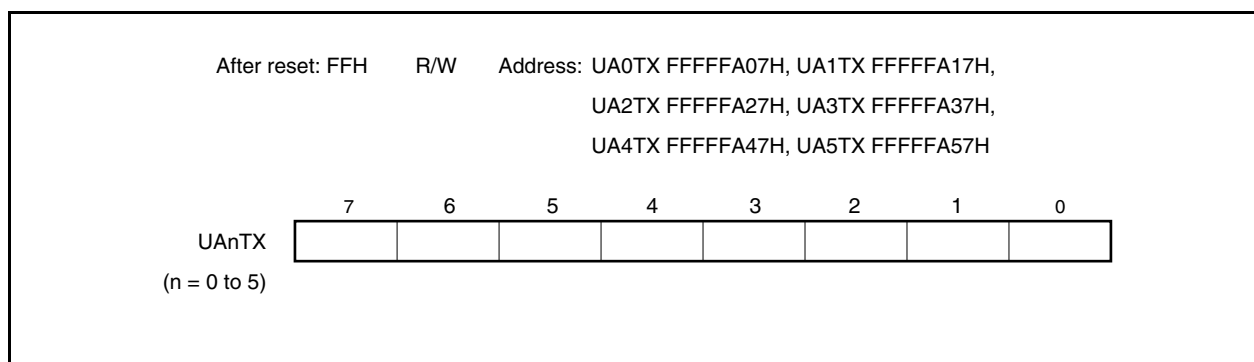 After reset: FFH R/W Address: UA0TX FFFFFA07H, UA1TX FFFFFA17H,
UA2TX FFFFFA27H, UA3TX FFFFFA37H,
UA4TX FFFFFA47H, UA5TX FFFFFA57H
7 6 5 4 3 2 1 0
UAnTX
(n = 0 to 5)